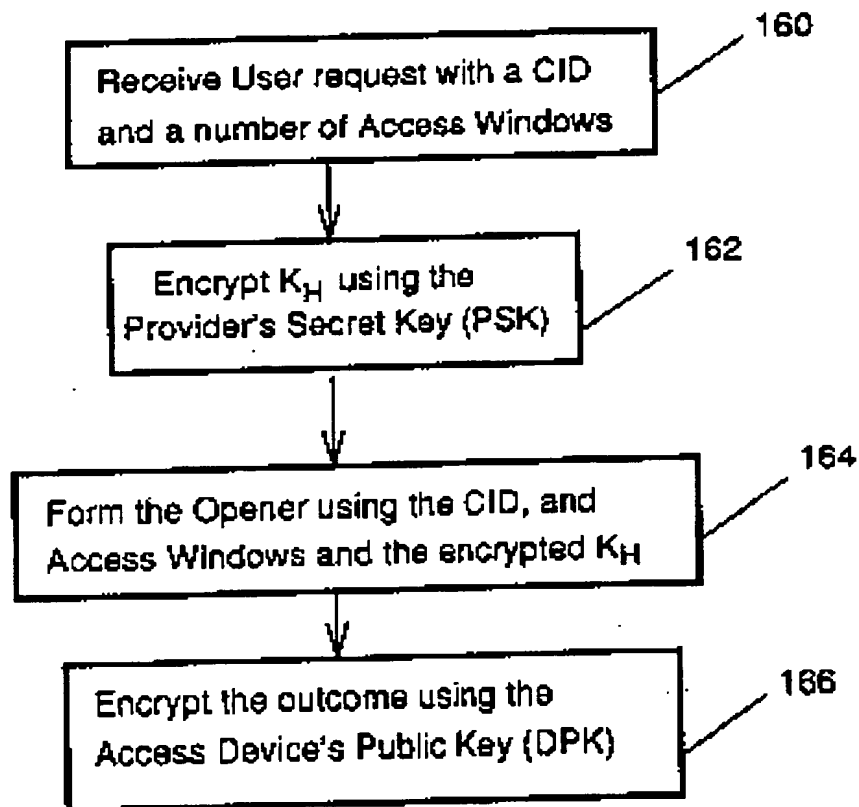 160
Receive User request with a CID
and a number of Access Windows
162
Encrypt K_H using the
Provider's Secret Key (PSK)
164
Form the Opener using the CID, and
Access Windows and the encrypted K_H
166
Encrypt the outcome using the
Access Device's Public Key (DPK)